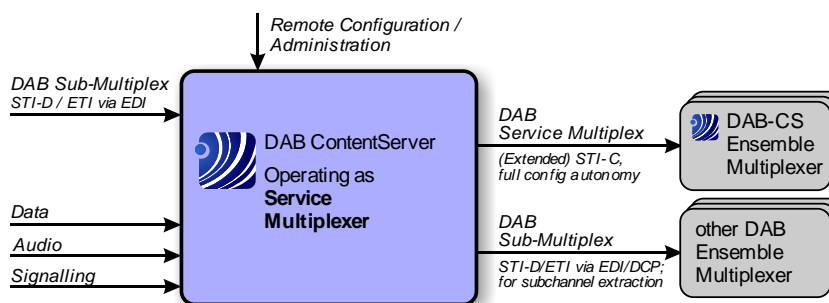 Remote Configuration /
Administration
DAB Sub-Multiplex
STI-D / ETI via EDI
Data
Audio
Signalling
DAB ContentServer
Operating as
Service
Multiplexer
DAB
Service Multiplex
(Extended) STI-C,
full config autonomy
DAB
Sub-Multiplex
STI-D/ETI via EDI/DCP;
for subchannel extraction
DAB-CS
Ensemble
Multiplexer
other DAB
Ensemble
Multiplexer